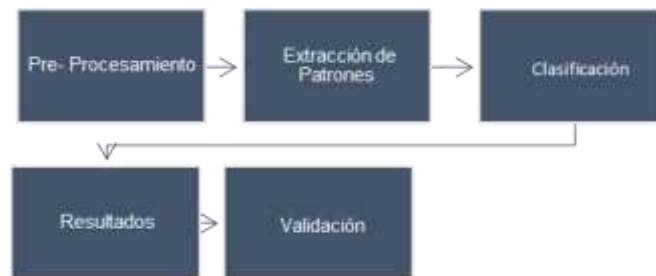 Pre- Procesamiento
Extracción de
Patrones
Clasificación
Resultados
Validación